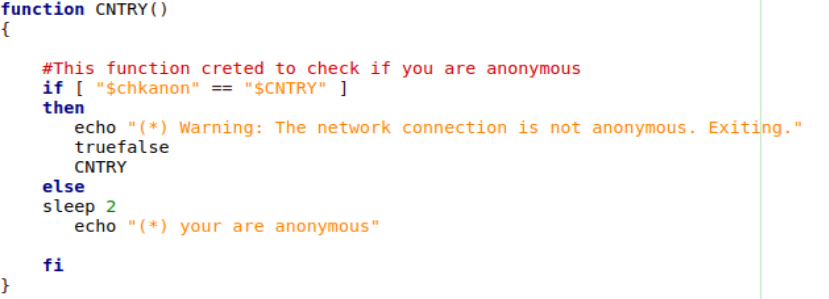 function CNTRY()
{
#This function creted to check if you are anonymous
if [ "$chkanon" == "$CNTRY" ]
then
echo "(*) Warning: The network connection is not anonymous. Exiting."
truefalse
CNTRY
else
sleep 2
echo "(*) your are anonymous"
fi
}